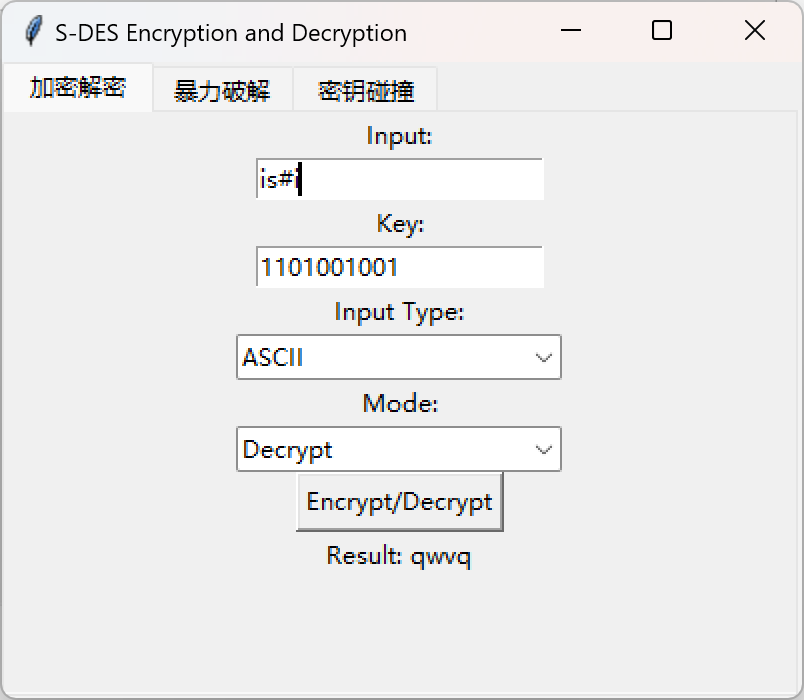 S-DES Encryption and Decryption
加密解密 暴力破解 密钥碰撞
Input:
is#i
Key:
1101001001
Input Type:
ASCII
Mode:
Decrypt
Encrypt/Decrypt
Result: qwvq